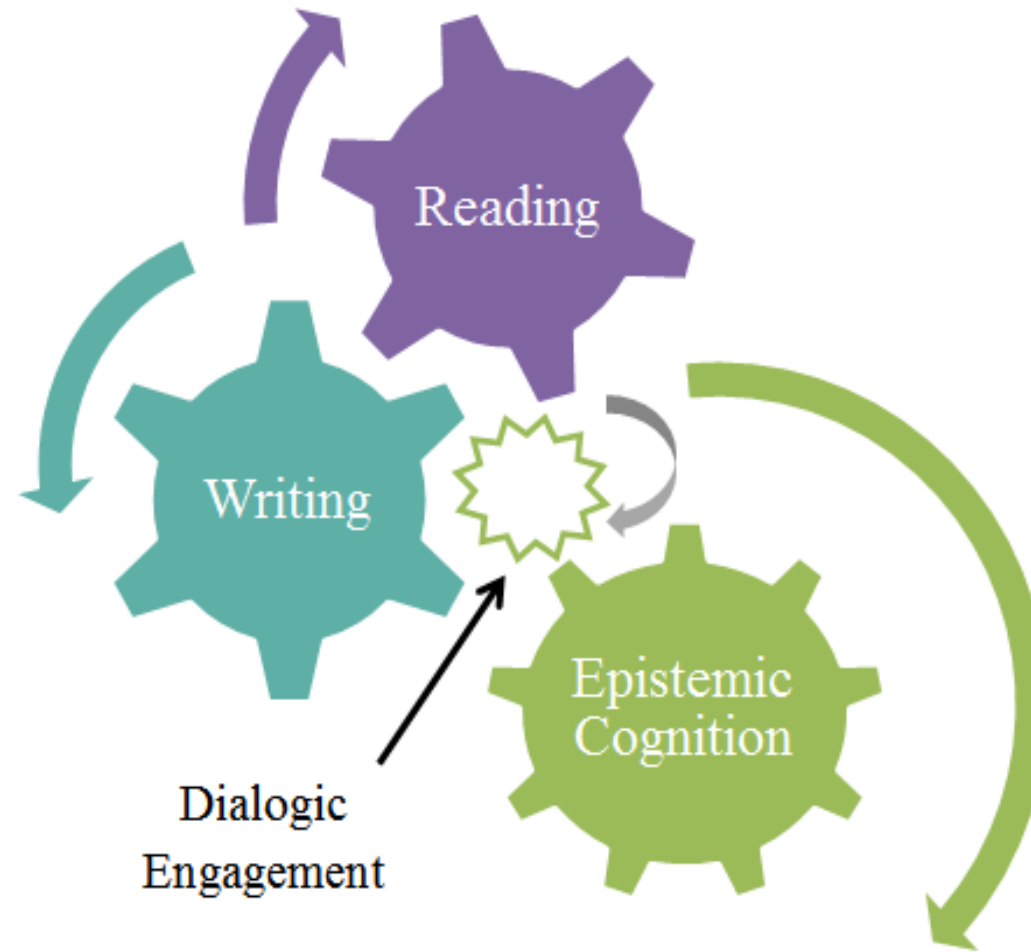 Reading
Writing
Epistemic
Cognition
Dialogic
Engagement